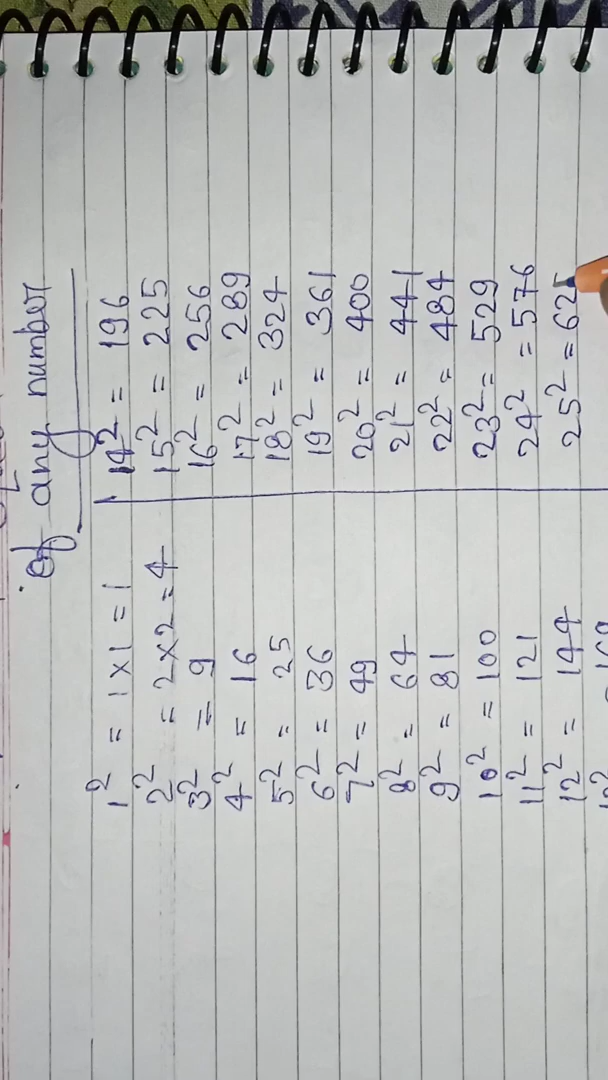 of any number
1² = 1×1 = 1
2² = 2×2 = 4
3² = 9
4² = 16
5² = 25
6² = 36
7² = 49
8² = 64
9² = 81
10² = 100
11² = 121
12² = 144
14² = 196
15² = 225
16² = 256
17² = 289
18² = 324
19² = 361
20² = 400
21² = 441
22² = 484
23² = 529
24² = 576
25² = 625